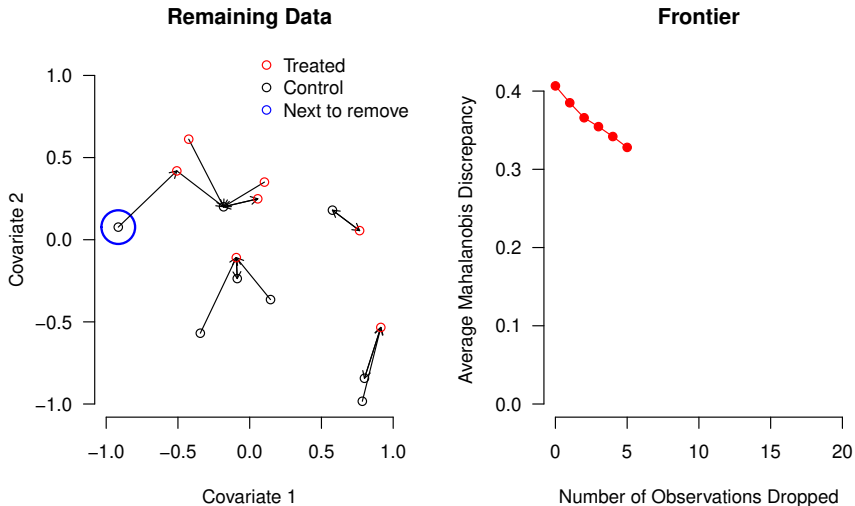 Remaining Data
Treated
Control
Next to remove
1.0
0.5
0.0
−0.5
−1.0
Covariate 2
−1.0 −0.5 0.0 0.5 1.0
Covariate 1
Frontier
0.4
0.3
0.2
0.1
0.0
Average Mahalanobis Discrepancy
0 5 10 15 20
Number of Observations Dropped